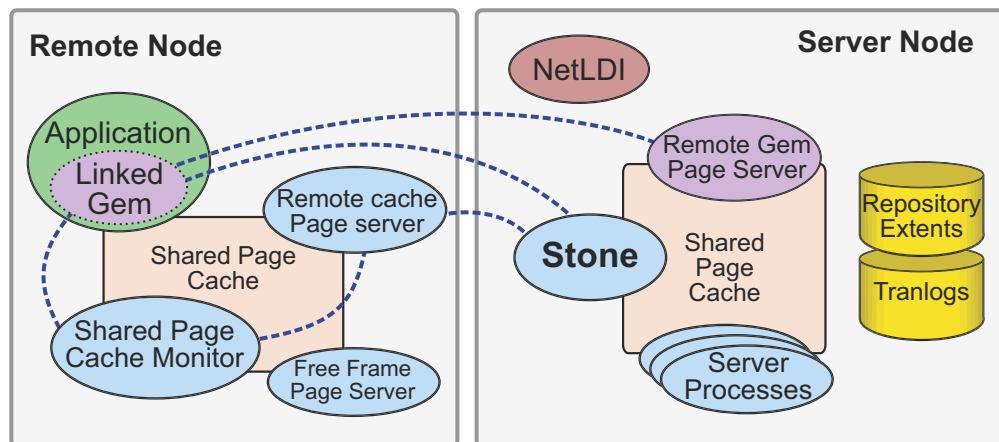 Remote Node
Application
Linked
Gem
Remote cache
Page server
Shared Page
Cache
Shared Page
Cache Monitor
Free Frame
Page Server
Server Node
NetLDI
Remote Gem
Page Server
Stone
Shared
Page
Cache
Repository
Extents
Tranlogs
Server
Processes